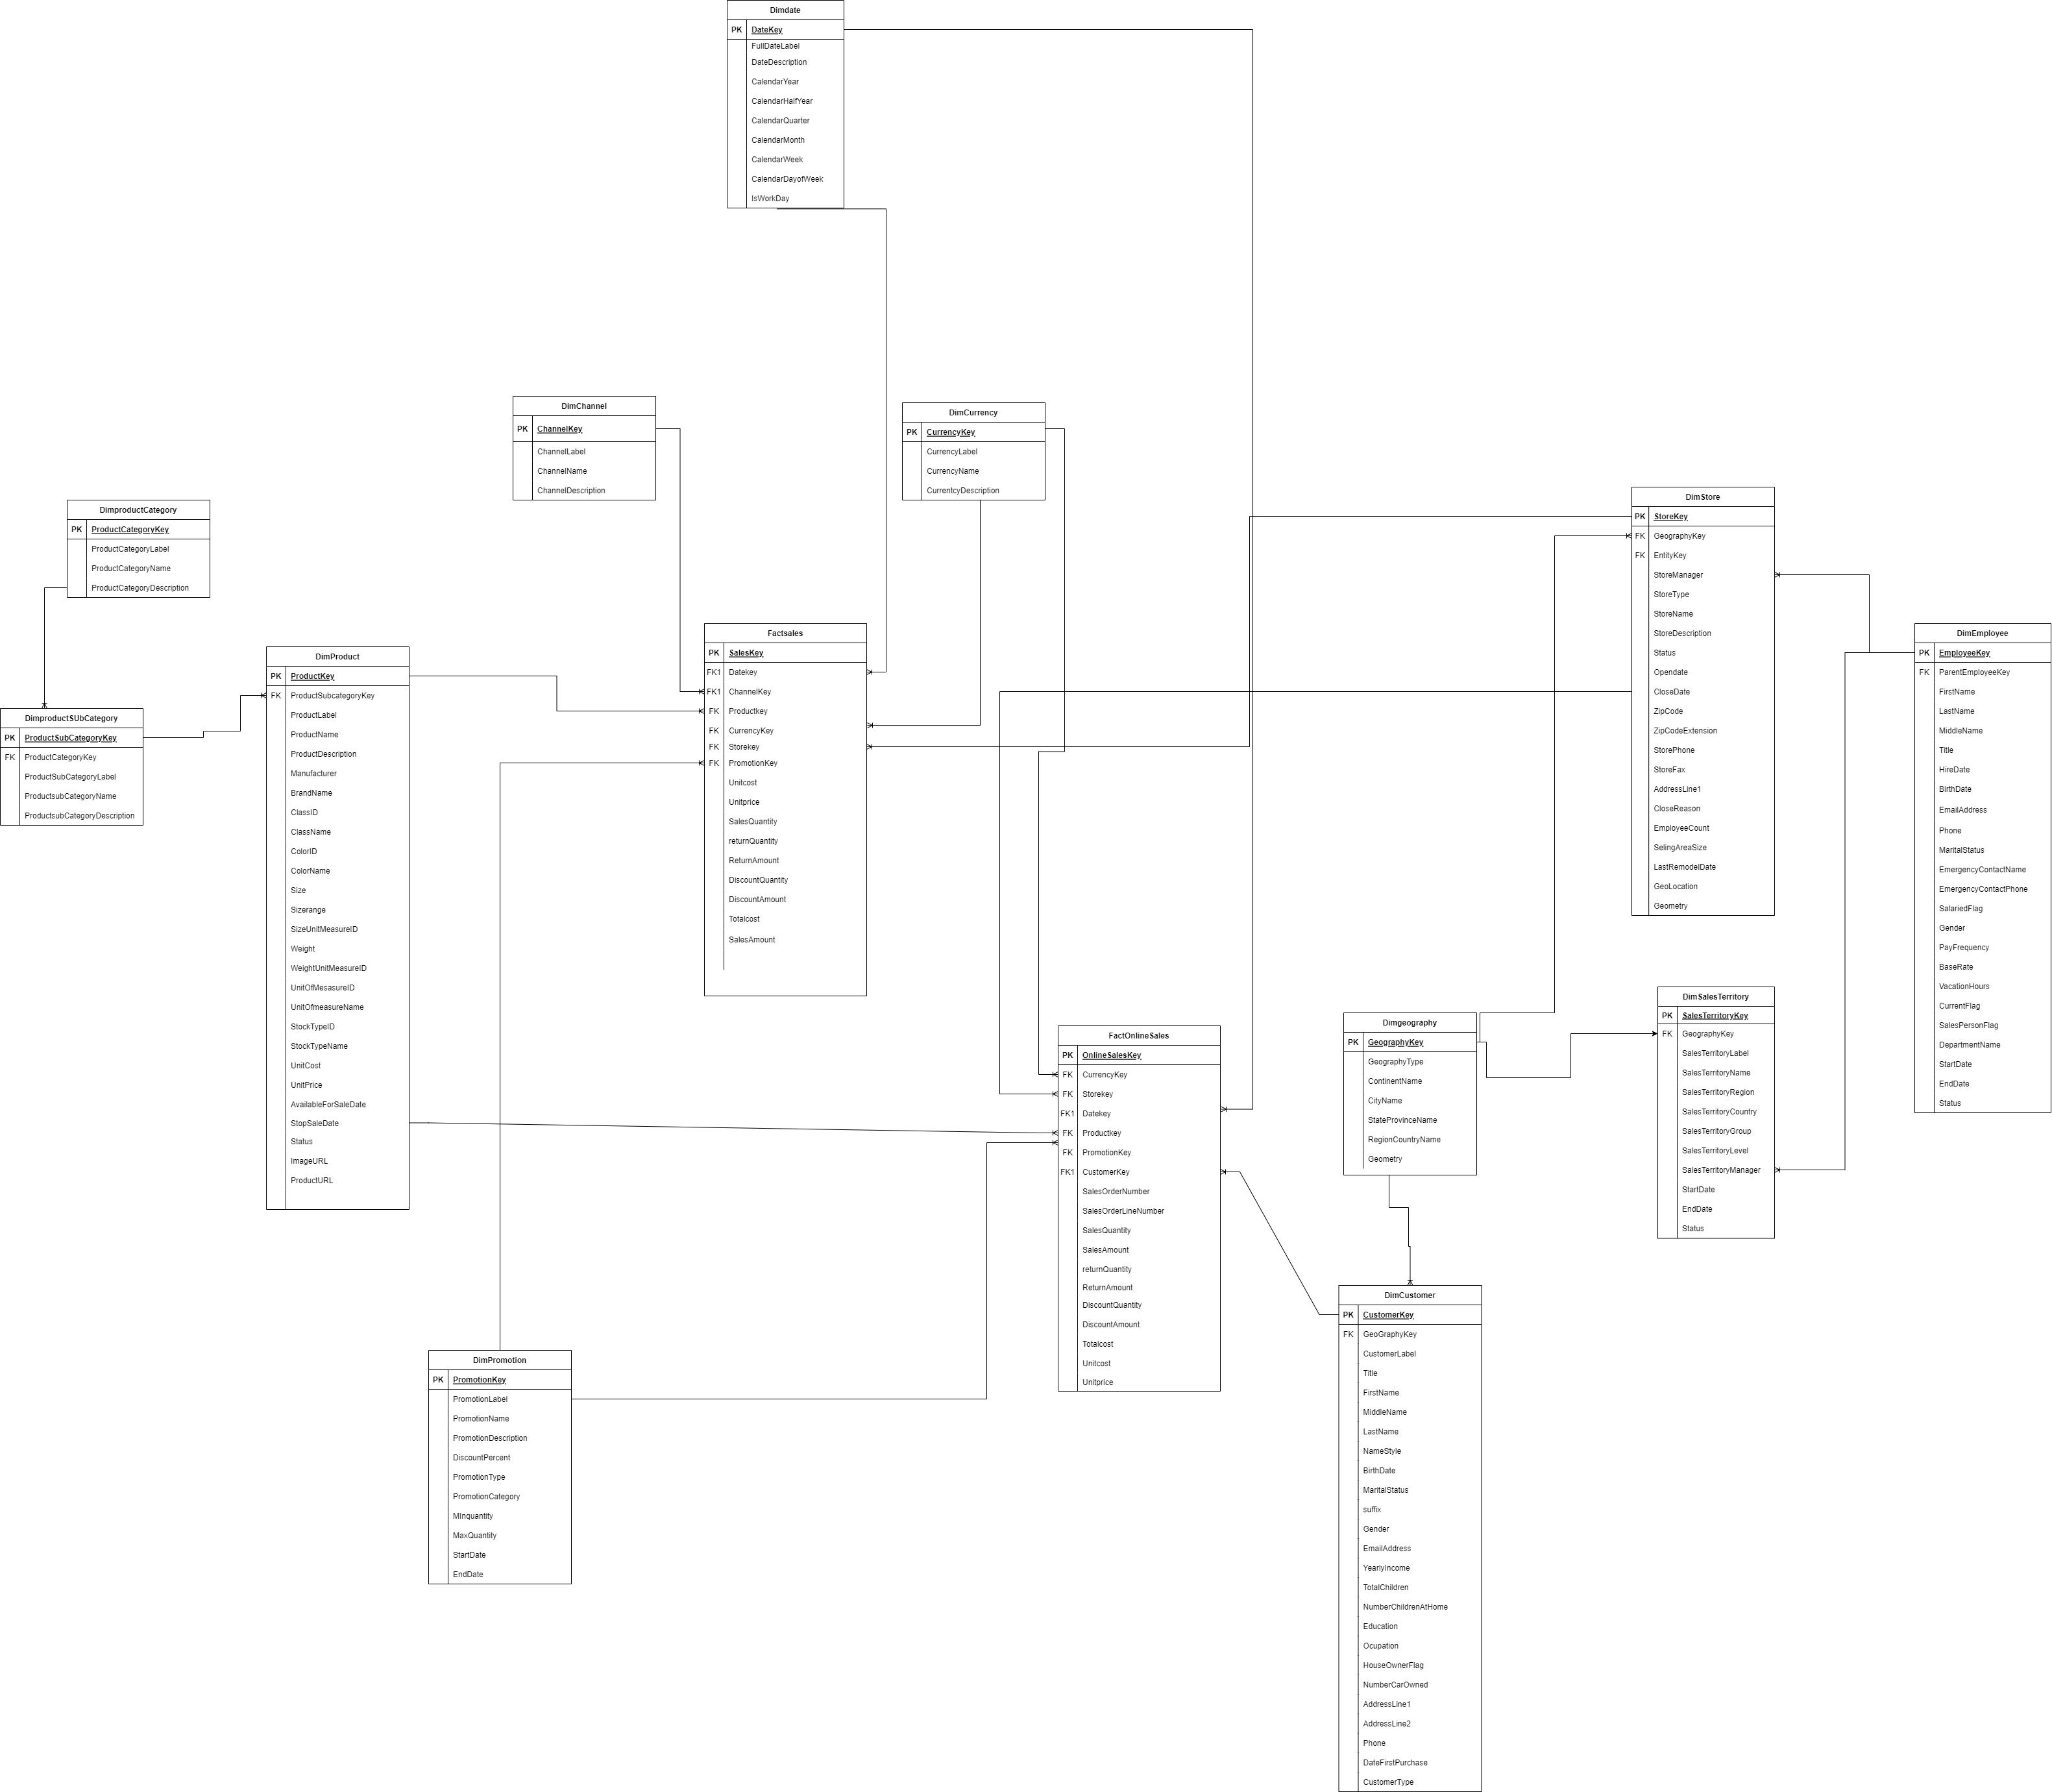 Dimdate
PK DateKey
FullDateLabel
DateDescription
CalendarYear
CalendarHalfYear
CalendarQuarter
CalendarMonth
CalendarWeek
CalendarDayofWeek
IsWorkDay
DimChannel
PK ChannelKey
ChannelLabel
ChannelName
ChannelDescription
DimCurrency
PK CurrencyKey
CurrencyLabel
CurrencyName
CurrentcyDescription
DimproductCategory
PK ProductCategoryKey
ProductCategoryLabel
ProductCategoryName
ProductCategoryDescription
DimproductSUbCategory
PK ProductSubCategoryKey
FK ProductCategoryKey
ProductSubCategoryLabel
ProductsubCategoryName
ProductsubCategoryDescription
DimProduct
PK ProductKey
FK ProductSubcategoryKey
ProductLabel
ProductName
ProductDescription
Manufacturer
BrandName
ClassID
ClassName
ColorID
ColorName
Size
Sizerange
SizeUnitMeasureID
Weight
WeightUnitMeasureID
UnitOfMesasureID
UnitOfmeasureName
StockTypeID
StockTypeName
UnitCost
UnitPrice
AvailableForSaleDate
StopSaleDate
Status
ImageURL
ProductURL
Factsales
PK SalesKey
FK1 Datekey
FK1 ChannelKey
FK Productkey
FK CurrencyKey
FK Storekey
FK PromotionKey
Unitcost
Unitprice
SalesQuantity
returnQuantity
ReturnAmount
DiscountQuantity
DiscountAmount
Totalcost
SalesAmount
DimStore
PK StoreKey
FK GeographyKey
FK EntityKey
StoreManager
StoreType
StoreName
StoreDescription
Status
Opendate
CloseDate
ZipCode
ZipCodeExtension
StorePhone
StoreFax
AddressLine1
CloseReason
EmployeeCount
SelingAreaSize
LastRemodelDate
GeoLocation
Geometry
DimEmployee
PK EmployeeKey
FK ParentEmployeeKey
FirstName
LastName
MiddleName
Title
HireDate
BirthDate
EmailAddress
Phone
MaritalStatus
EmergencyContactName
EmergencyContactPhone
SalariedFlag
Gender
PayFrequency
BaseRate
VacationHours
CurrentFlag
SalesPersonFlag
DepartmentName
StartDate
EndDate
Status
DimSalesTerritory
PK SalesTerritoryKey
FK GeographyKey
SalesTerritoryLabel
SalesTerritoryName
SalesTerritoryRegion
SalesTerritoryCountry
SalesTerritoryGroup
SalesTerritoryLevel
SalesTerritoryManager
StartDate
EndDate
Status
Dimgeography
PK GeographyKey
GeographyType
ContinentName
CityName
StateProvinceName
RegionCountryName
Geometry
FactOnlineSales
PK OnlineSalesKey
FK CurrencyKey
FK Storekey
FK1 Datekey
FK Productkey
FK PromotionKey
FK1 CustomerKey
SalesOrderNumber
SalesOrderLineNumber
SalesQuantity
SalesAmount
returnQuantity
ReturnAmount
DiscountQuantity
DiscountAmount
Totalcost
Unitcost
Unitprice
DimCustomer
PK CustomerKey
FK GeoGraphyKey
CustomerLabel
Title
FirstName
MiddleName
LastName
NameStyle
BirthDate
MaritalStatus
suffix
Gender
EmailAddress
YearlyIncome
TotalChildren
NumberChildrenAtHome
Education
Ocupation
HouseOwnerFlag
NumberCarOwned
AddressLine1
AddressLine2
Phone
DateFirstPurchase
CustomerType
DimPromotion
PK PromotionKey
PromotionLabel
PromotionName
PromotionDescription
DiscountPercent
PromotionType
PromotionCategory
MInquantity
MaxQuantity
StartDate
EndDate